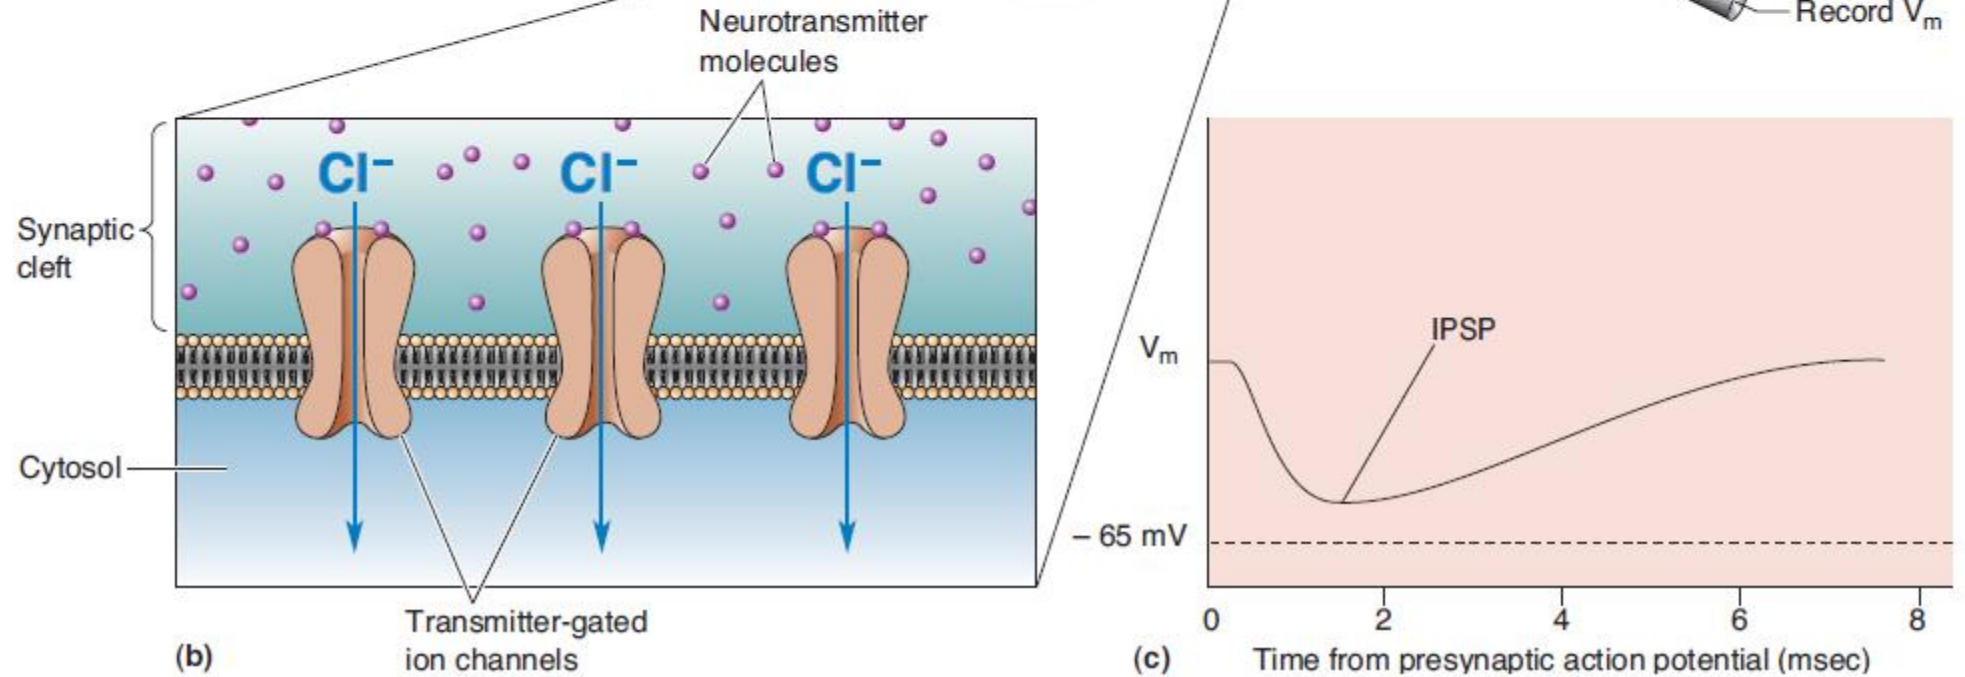 Record Vm
Neurotransmitter
molecules
Cl⁻ Cl⁻ Cl⁻
Synaptic
cleft
Cytosol
Transmitter-gated
ion channels
(b)
Vm
IPSP
– 65 mV
0 2 4 6 8
(c) Time from presynaptic action potential (msec)